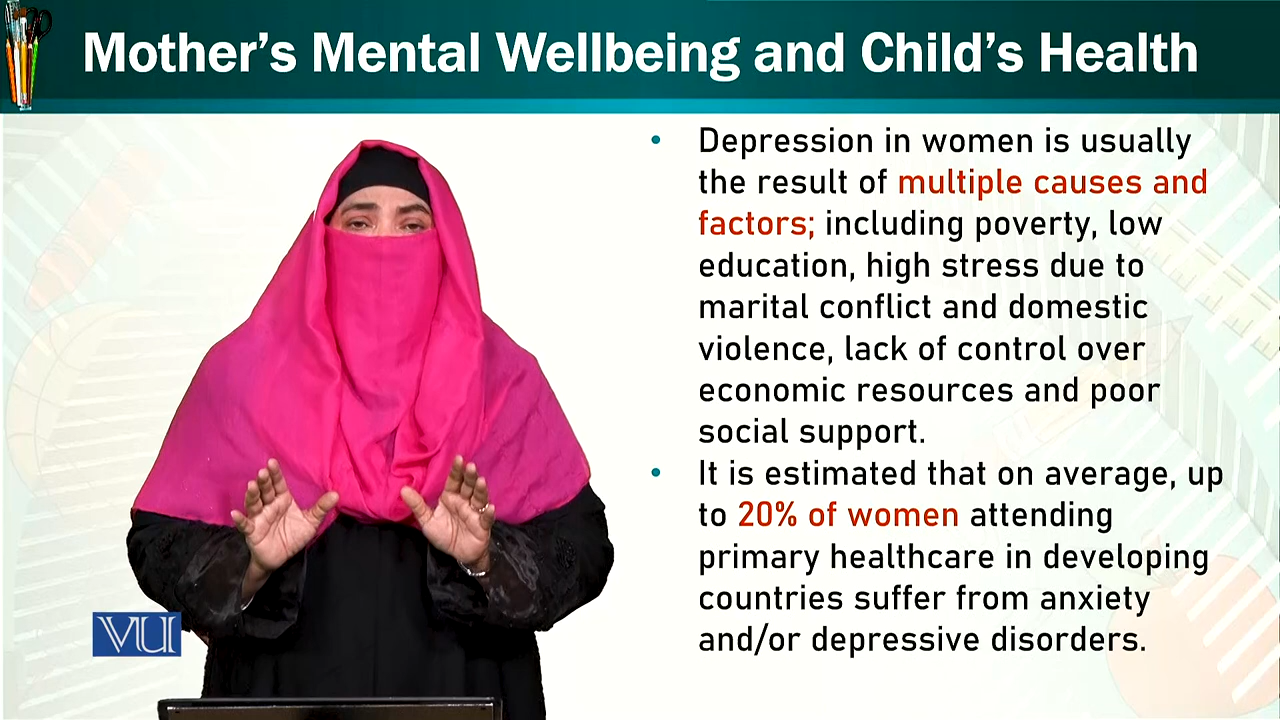 Mother's Mental Wellbeing and Child's Health
• Depression in women is usually
the result of multiple causes and
factors; including poverty, low
education, high stress due to
marital conflict and domestic
violence, lack of control over
economic resources and poor
social support.
• It is estimated that on average, up
to 20% of women attending
primary healthcare in developing
countries suffer from anxiety
and/or depressive disorders.
VU